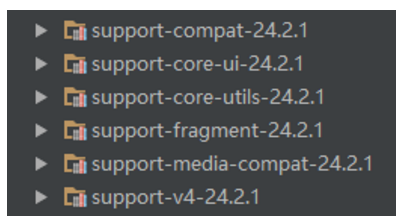 support-compat-24.2.1
support-core-ui-24.2.1
support-core-utils-24.2.1
support-fragment-24.2.1
support-media-compat-24.2.1
support-v4-24.2.1